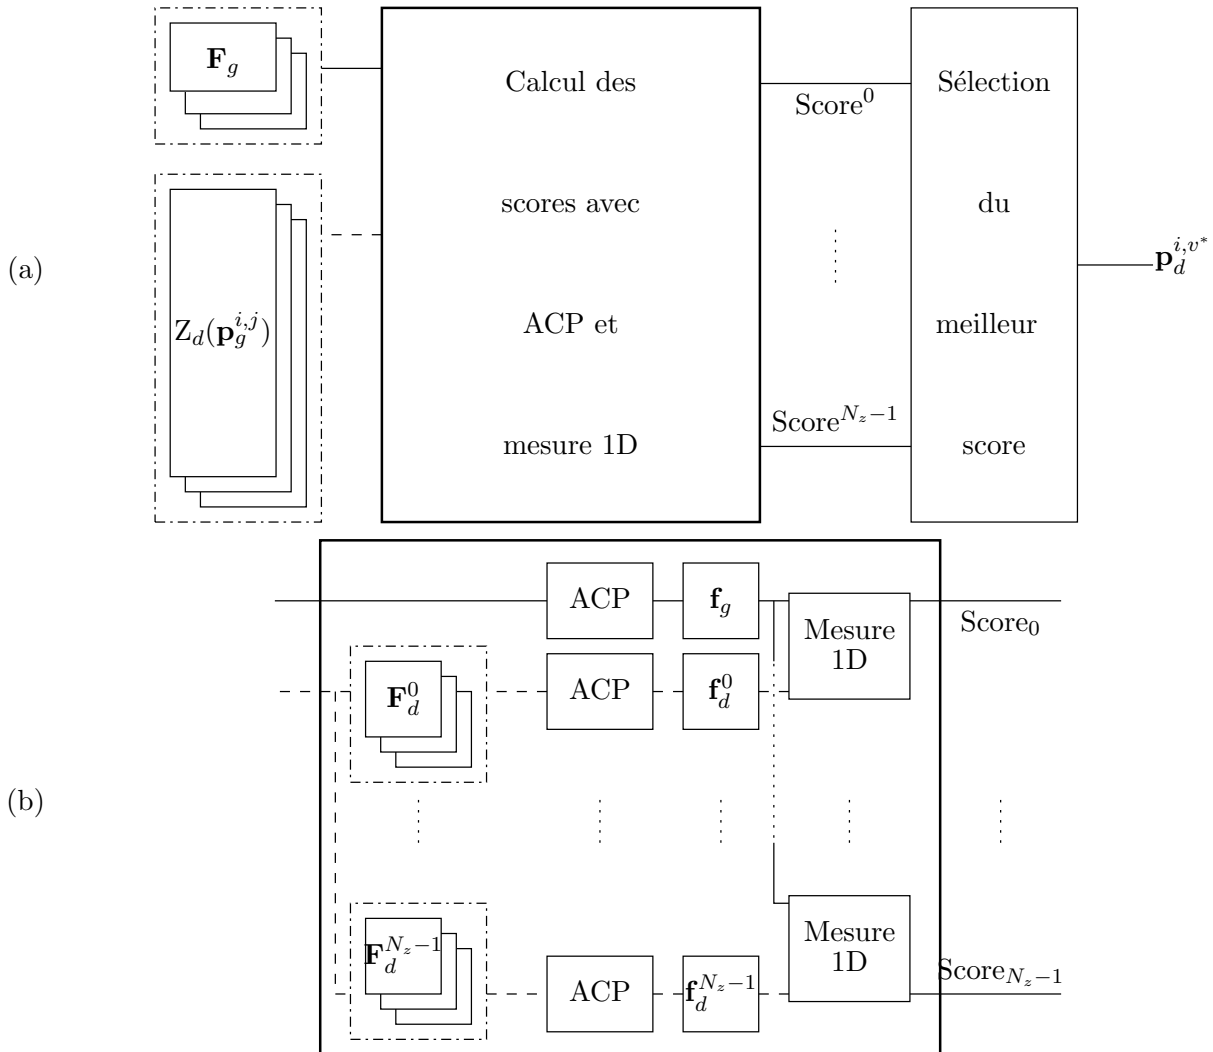 (a)
𝐅_g
Z_d(𝐩_g^{i,j})
Calcul des
scores avec
ACP et
mesure 1D
Score^0
Score^{N_z−1}
Sélection
du
meilleur
score
𝐩_d^{i,v*}
(b)
ACP
𝐟_g
Mesure
1D
Score_0
𝐅_d^0
ACP
𝐟_d^0
𝐅_d^{N_z−1}
ACP
𝐟_d^{N_z−1}
Mesure
1D
Score_{N_z−1}